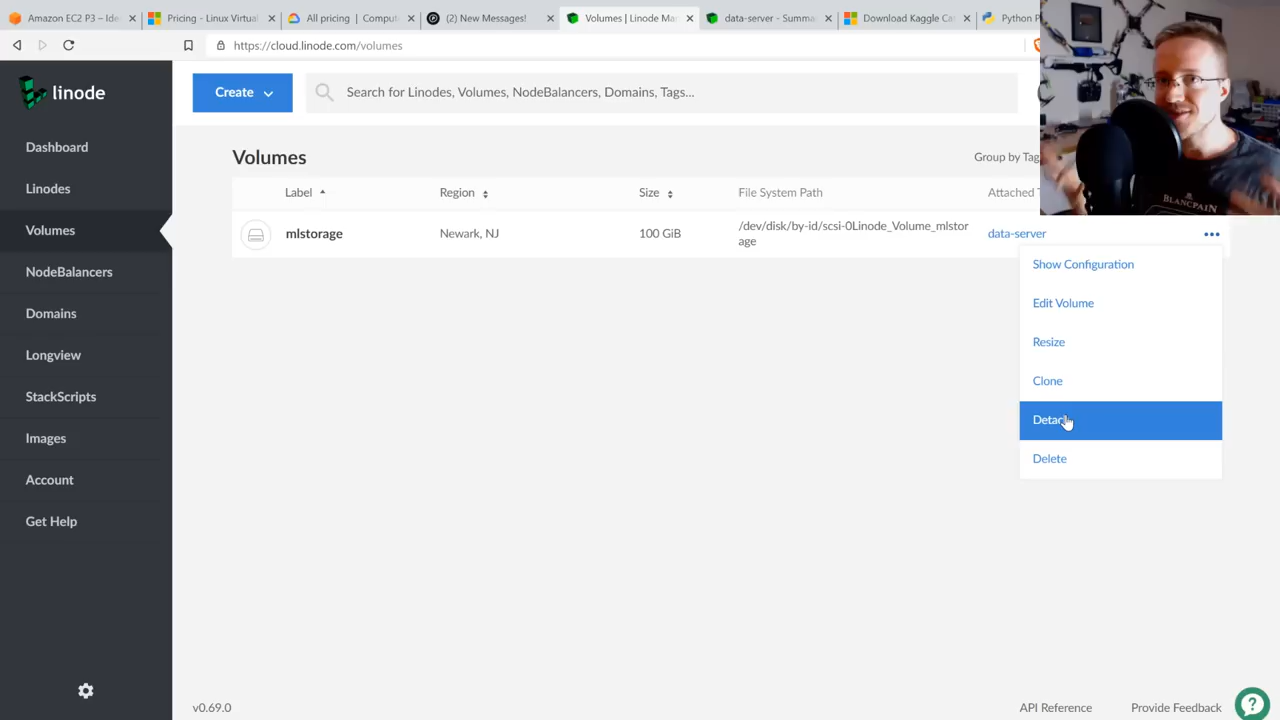 Amazon EC2 P3 – Ide
Pricing - Linux Virtual
All pricing | Comput
(2) New Messages!
Volumes | Linode Ma
data-server - Summa
Download Kaggle Ca
Python P
https://cloud.linode.com/volumes
linode
Create
Search for Linodes, Volumes, NodeBalancers, Domains, Tags...
Dashboard
Linodes
Volumes
NodeBalancers
Domains
Longview
StackScripts
Images
Account
Get Help
Volumes
Group by Tag
Label
Region
Size
File System Path
Attached T
mlstorage
Newark, NJ
100 GiB
/dev/disk/by-id/scsi-0Linode_Volume_mlstor
age
data-server
Show Configuration
Edit Volume
Resize
Clone
Detach
Delete
BLANCPAIN
v0.69.0
API Reference
Provide Feedback